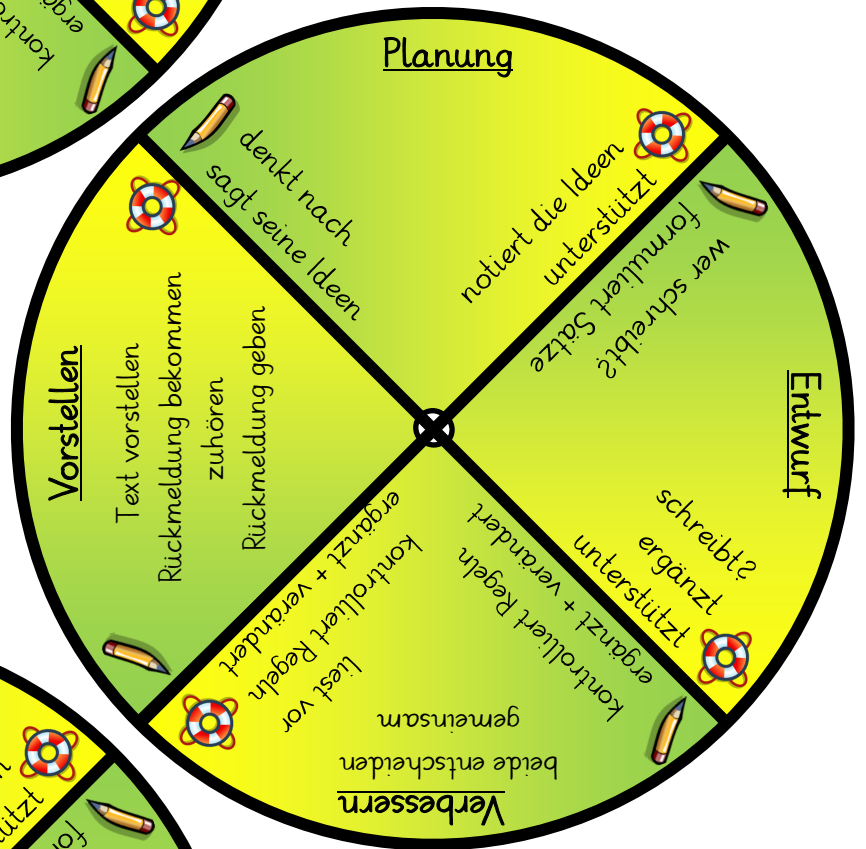 Planung
denkt nach
sagt seine Ideen
notiert die Ideen
unterstützt
Entwurf
wer schreibt?
formuliert Sätze
schreibt?
ergänzt
unterstützt
Verbessern
beide entscheiden
gemeinsam
kontrolliert Regeln
ergänzt + verändert
liest vor
kontrolliert Regeln
ergänzt + verändert
Vorstellen
Text vorstellen
Rückmeldung bekommen
zuhören
Rückmeldung geben